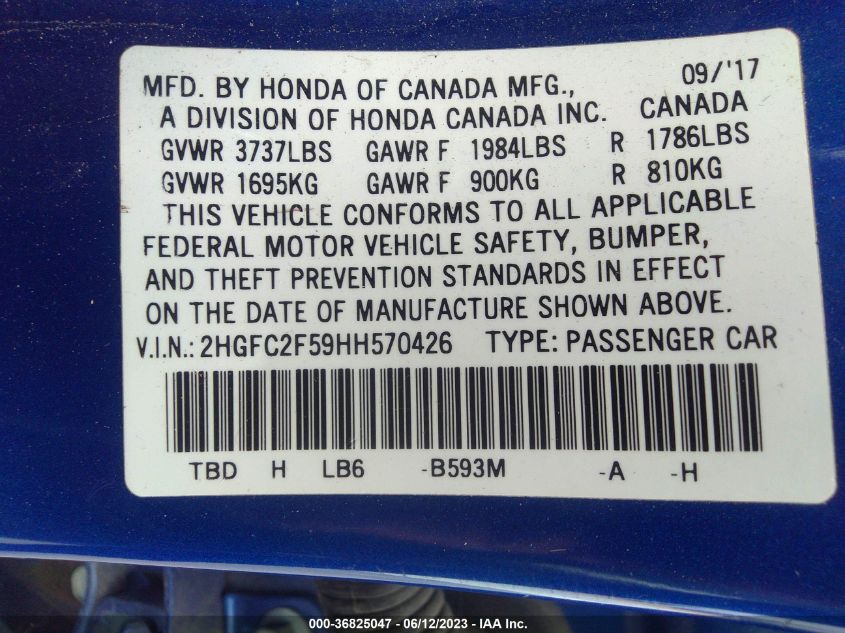 MFD. BY HONDA OF CANADA MFG., 09/'17
A DIVISION OF HONDA CANADA INC. CANADA
GVWR 3737LBS GAWR F 1984LBS R 1786LBS
GVWR 1695KG GAWR F 900KG R 810KG
THIS VEHICLE CONFORMS TO ALL APPLICABLE
FEDERAL MOTOR VEHICLE SAFETY, BUMPER,
AND THEFT PREVENTION STANDARDS IN EFFECT
ON THE DATE OF MANUFACTURE SHOWN ABOVE.
V.I.N.: 2HGFC2F59HH570426 TYPE: PASSENGER CAR
TBD H LB6 -B593M -A -H
000-36825047 - 06/12/2023 - IAA Inc.